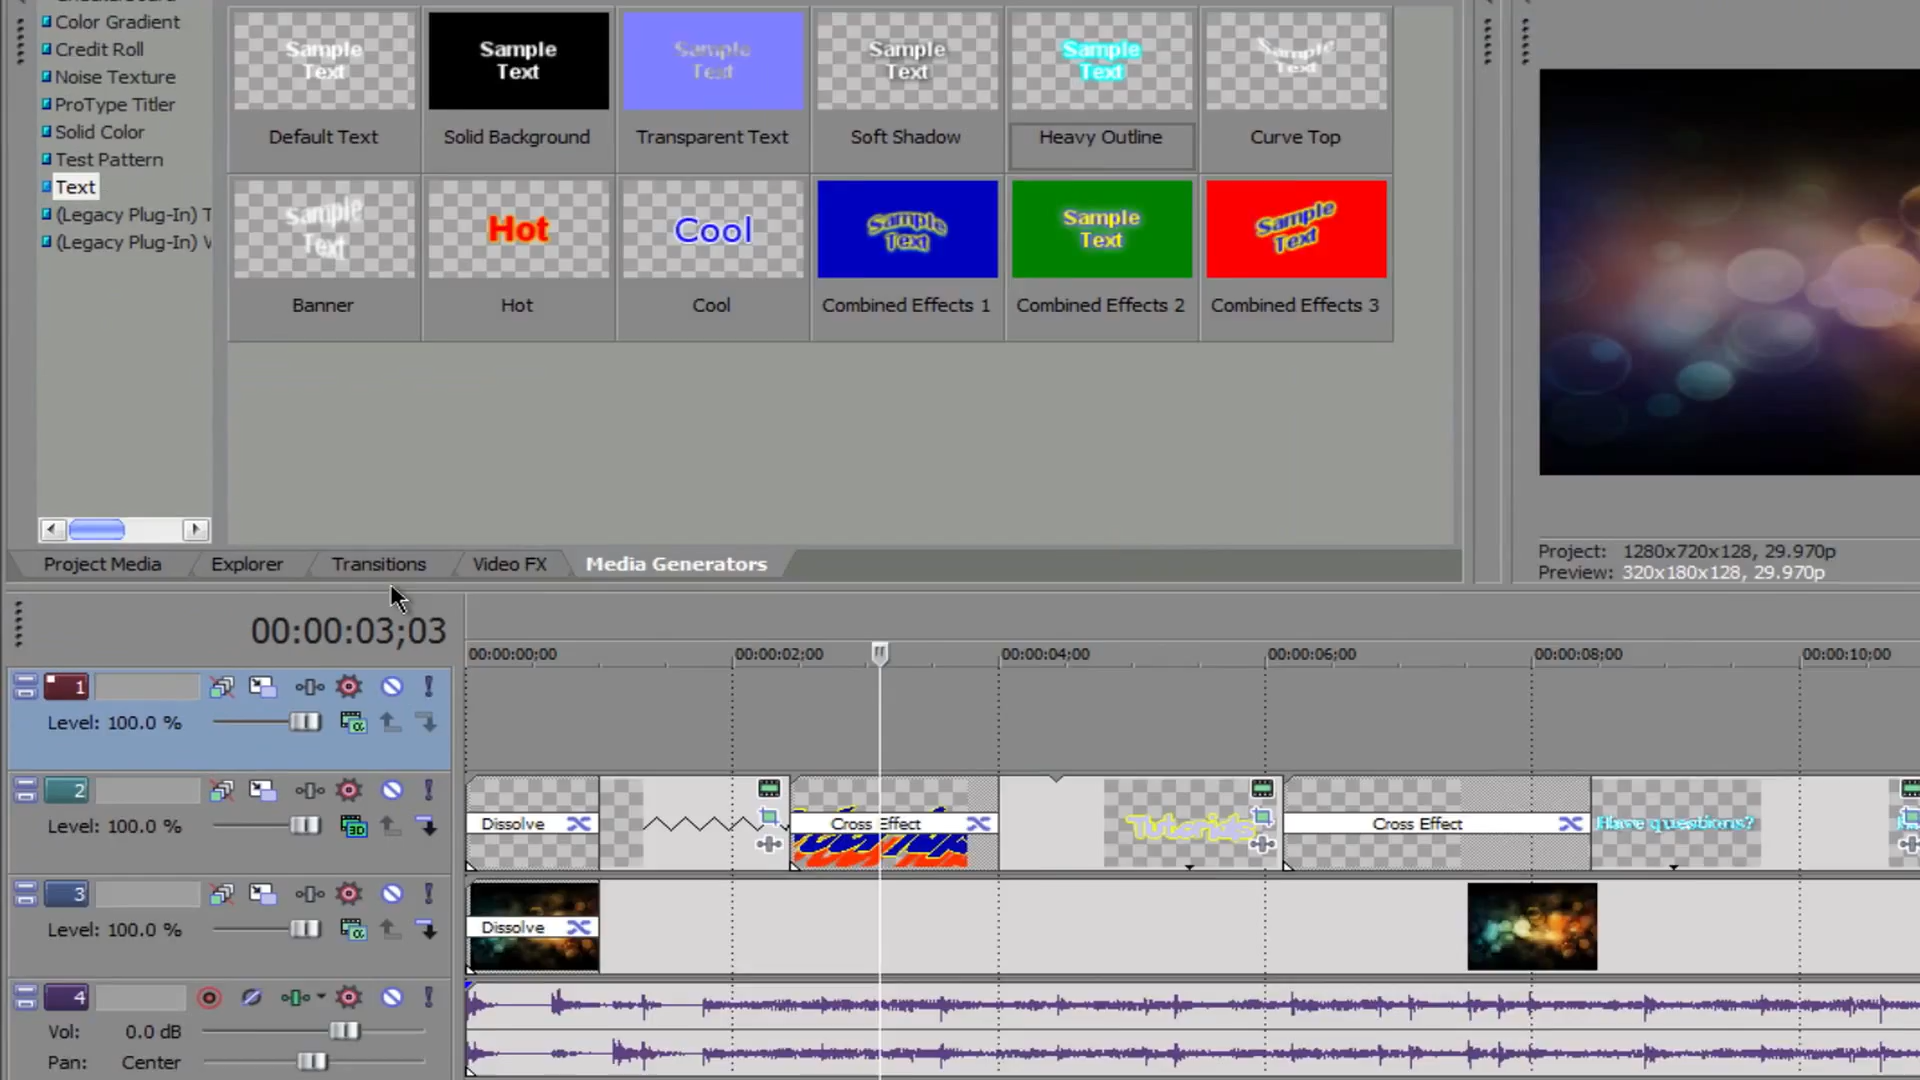 Color Gradient
Credit Roll
Noise Texture
ProType Titler
Solid Color
Test Pattern
Text
(Legacy Plug-In) T
(Legacy Plug-In) V
Sample
Text
Sample
Text
Sample
Text
Sample
Text
Sample
Text
Sample
Text
Default Text
Solid Background
Transparent Text
Soft Shadow
Heavy Outline
Curve Top
Sample
Text
Hot
Cool
Sample
Text
Sample
Text
Sample
Text
Banner
Hot
Cool
Combined Effects 1
Combined Effects 2
Combined Effects 3
Project Media
Explorer
Transitions
Video FX
Media Generators
Project: 1280x720x128, 29.970p
Preview: 320x180x128, 29.970p
00:00:03;03
00:00:00;00
00:00:02;00
00:00:04;00
00:00:06;00
00:00:08;00
00:00:10;00
1
Level: 100.0 %
2
Level: 100.0 %
Dissolve
Cross Effect
Tutorials
Cross Effect
Have questions?
3
Level: 100.0 %
Dissolve
4
Vol: 0.0 dB
Pan: Center